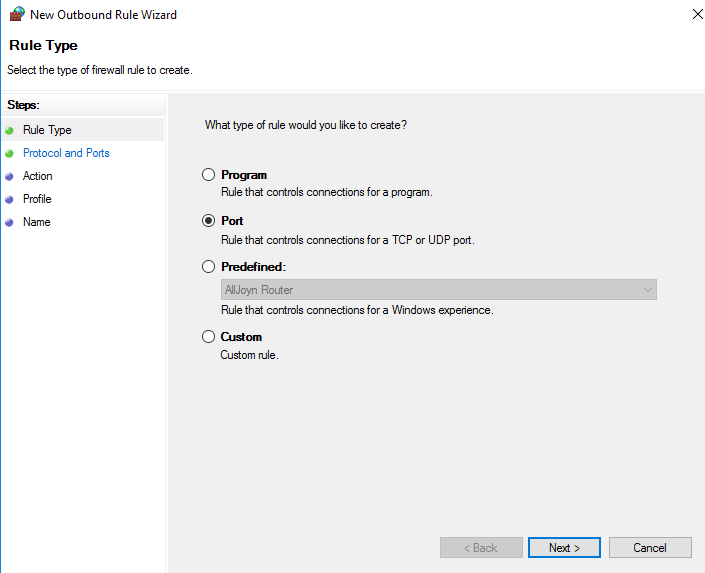 New Outbound Rule Wizard
Rule Type
Select the type of firewall rule to create.
Steps:
Rule Type
Protocol and Ports
Action
Profile
Name
What type of rule would you like to create?
Program
Rule that controls connections for a program.
Port
Rule that controls connections for a TCP or UDP port.
Predefined:
AllJoyn Router
Rule that controls connections for a Windows experience.
Custom
Custom rule.
< Back
Next >
Cancel